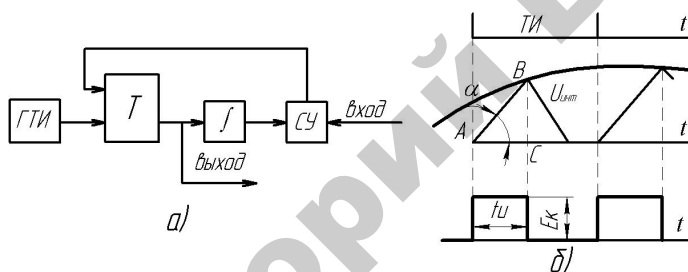 ГТИ
Т
∫
СУ
вход
выход
а)
ТИ
t
α
B
Uинт
A
C
t
tи
Eк
t
б)